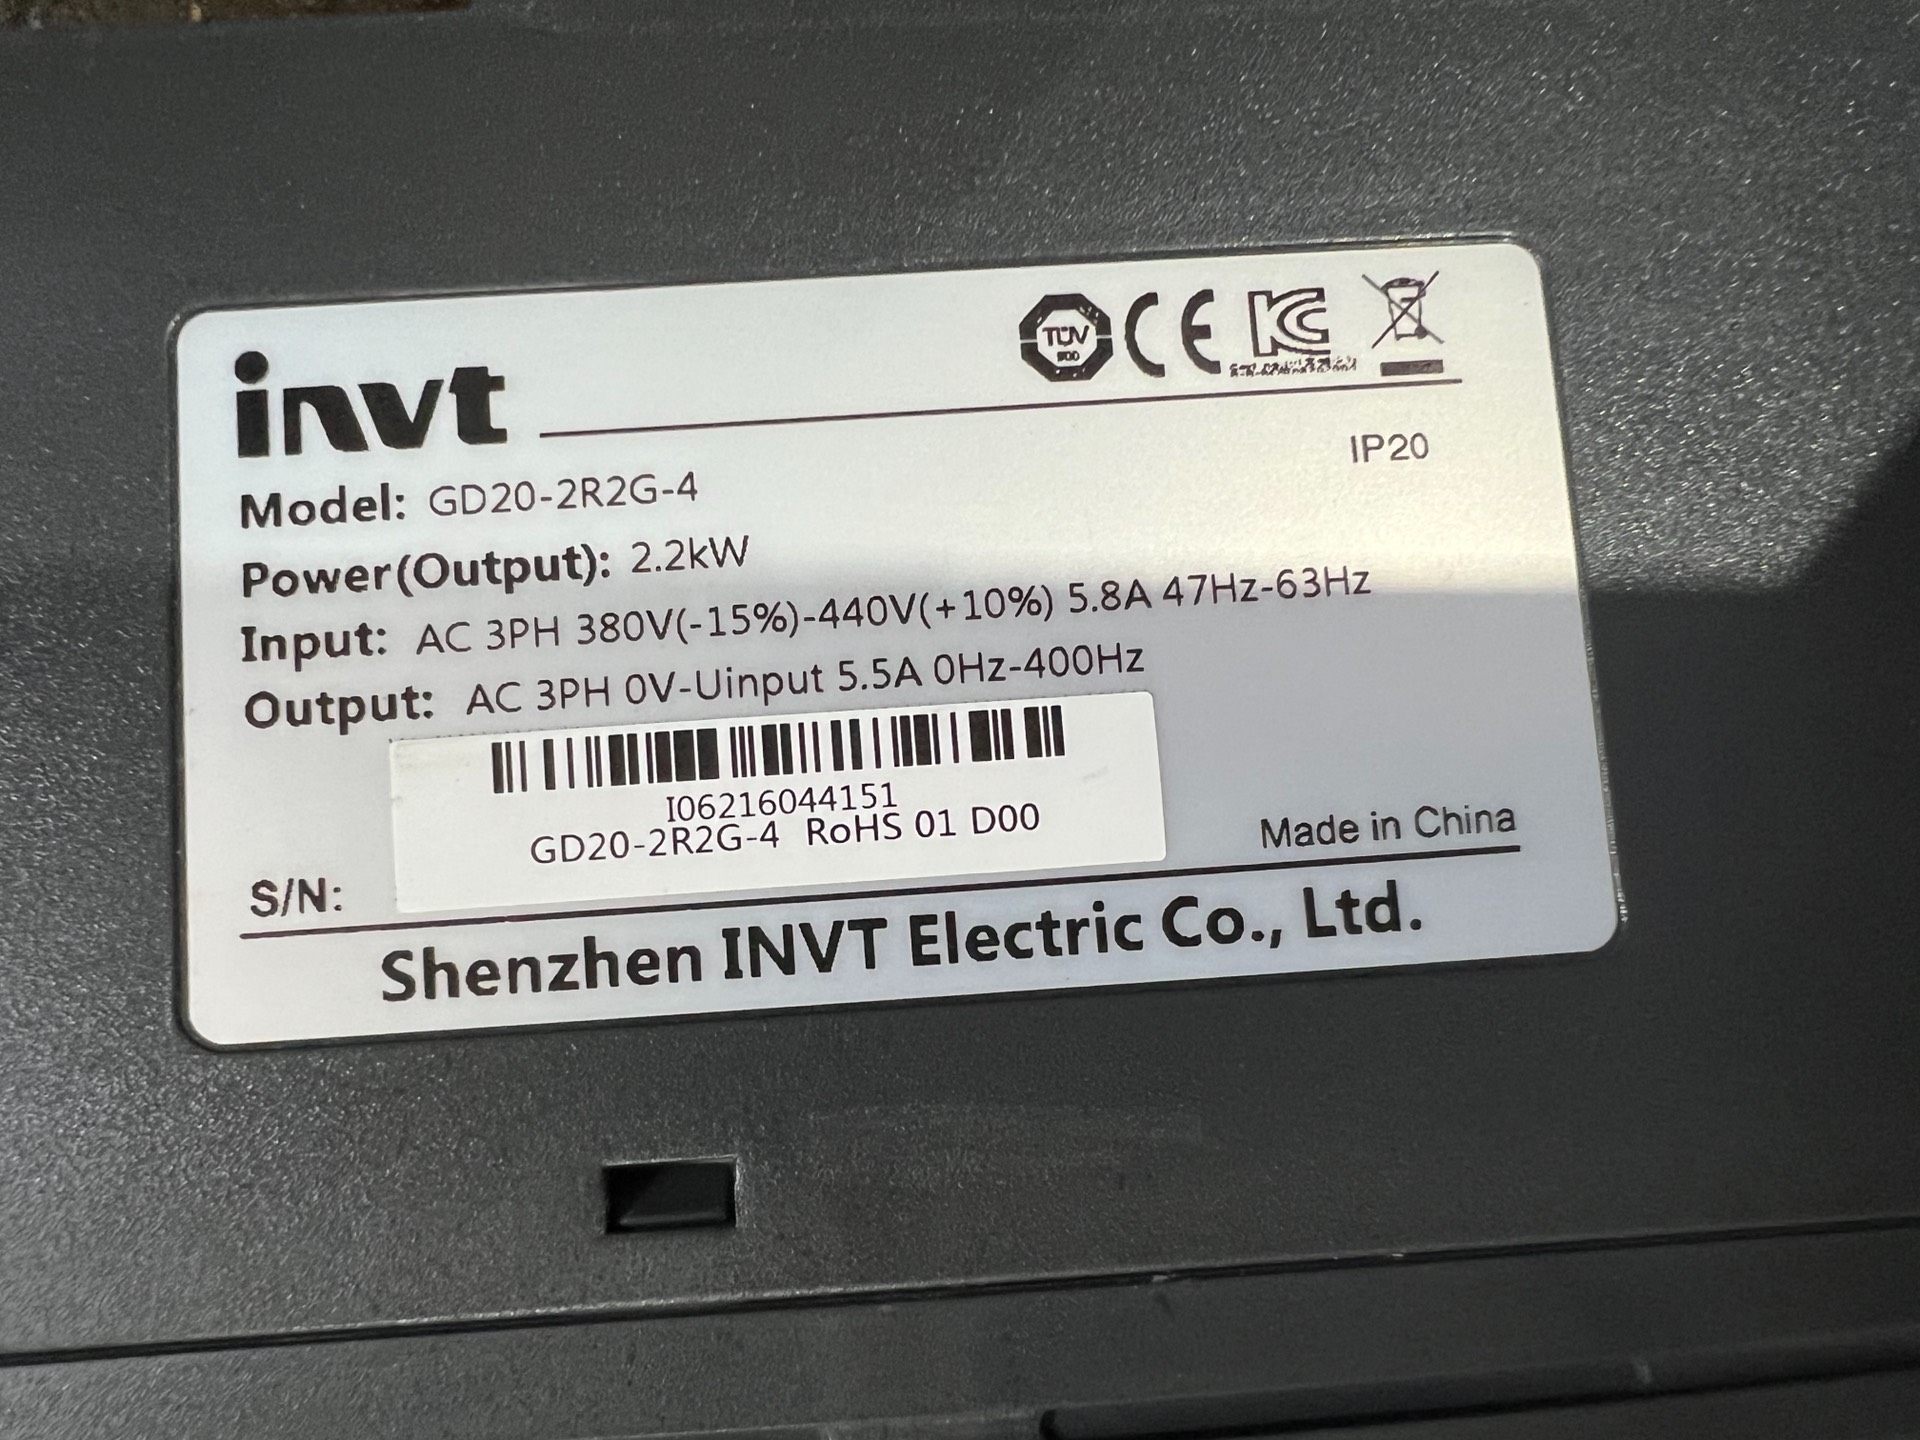 invt
TÜV
CE
KC
IP20
Model: GD20-2R2G-4
Power(Output): 2.2kW
Input: AC 3PH 380V(-15%)-440V(+10%) 5.8A 47Hz-63Hz
Output: AC 3PH 0V-Uinput 5.5A 0Hz-400Hz
I06216044151
GD20-2R2G-4 RoHS 01 D00
S/N:
Made in China
Shenzhen INVT Electric Co., Ltd.